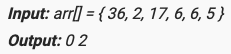 Input: arr[] = { 36, 2, 17, 6, 6, 5 }
Output: 0 2